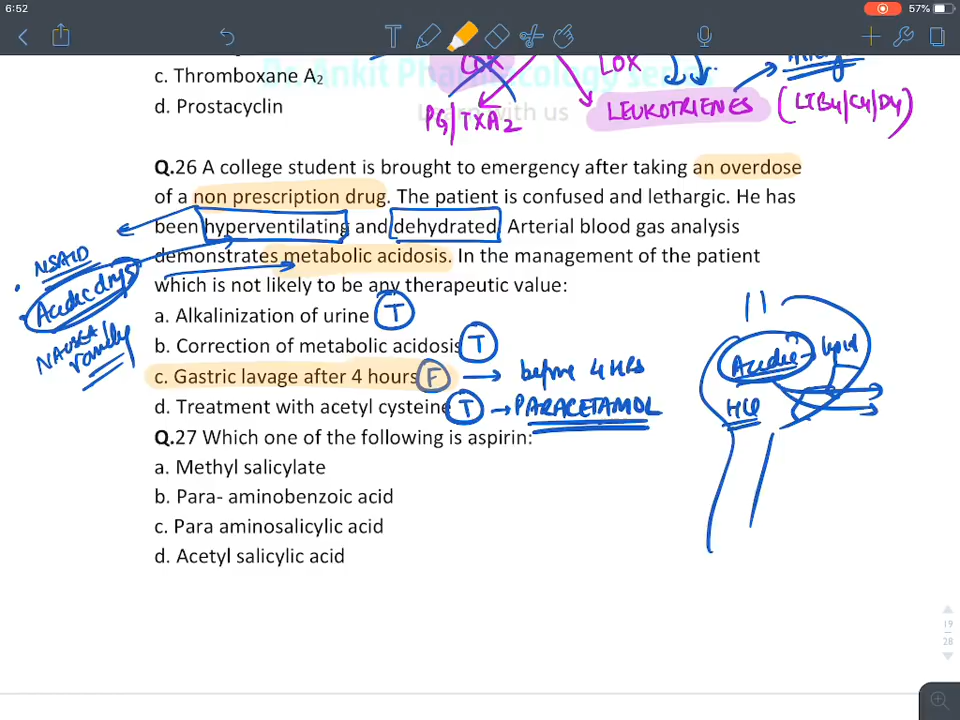 6:52
57%
T
COX
LOX
c. Thromboxane A₂
d. Prostacyclin
PG/TXA2
LEUKOTRIENES
(LTB4/C4/D4)
with us
Q.26 A college student is brought to emergency after taking an overdose
of a non prescription drug. The patient is confused and lethargic. He has
been hyperventilating and dehydrated. Arterial blood gas analysis
demonstrates metabolic acidosis. In the management of the patient
which is not likely to be any therapeutic value:
NSAID
Acidic drugs
NAUSEA
vomiting
a. Alkalinization of urine T
b. Correction of metabolic acidosis T
c. Gastric lavage after 4 hours F → before 4 HRS
d. Treatment with acetyl cysteine T → PARACETAMOL
Acidic
lipid
HCl
Q.27 Which one of the following is aspirin:
a. Methyl salicylate
b. Para- aminobenzoic acid
c. Para aminosalicylic acid
d. Acetyl salicylic acid
19
28